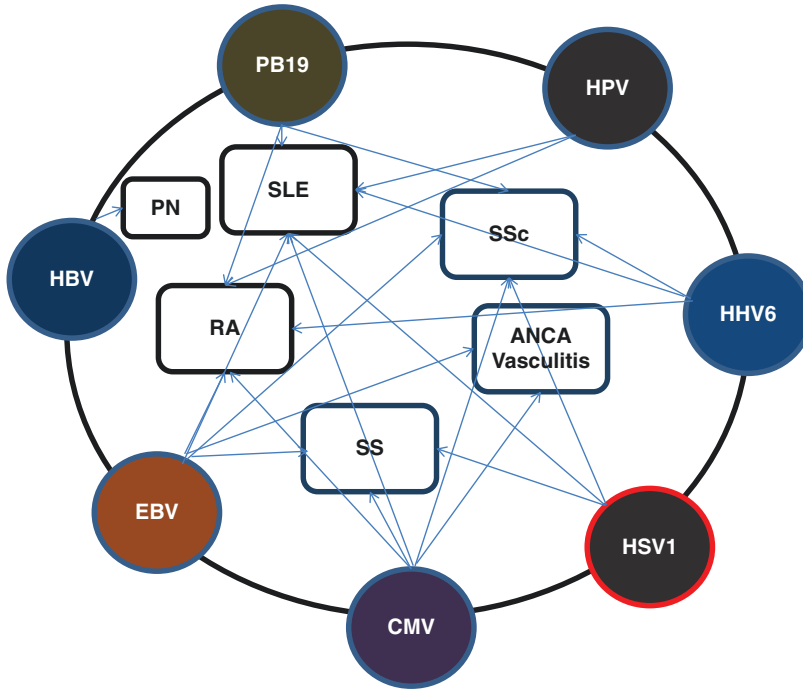 PB19
HPV
SLE
PN
SSc
HBV
HHV6
RA
ANCA
Vasculitis
SS
EBV
HSV1
CMV